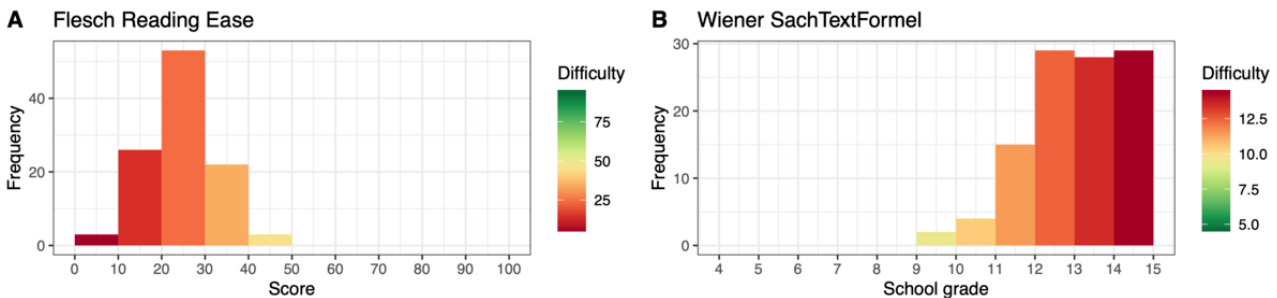 A Flesch Reading Ease
Frequency
40
20
0
0 10 20 30 40 50 60 70 80 90 100
Score
Difficulty
75
50
25
B Wiener SachTextFormel
Frequency
30
20
10
0
4 5 6 7 8 9 10 11 12 13 14 15
School grade
Difficulty
12.5
10.0
7.5
5.0